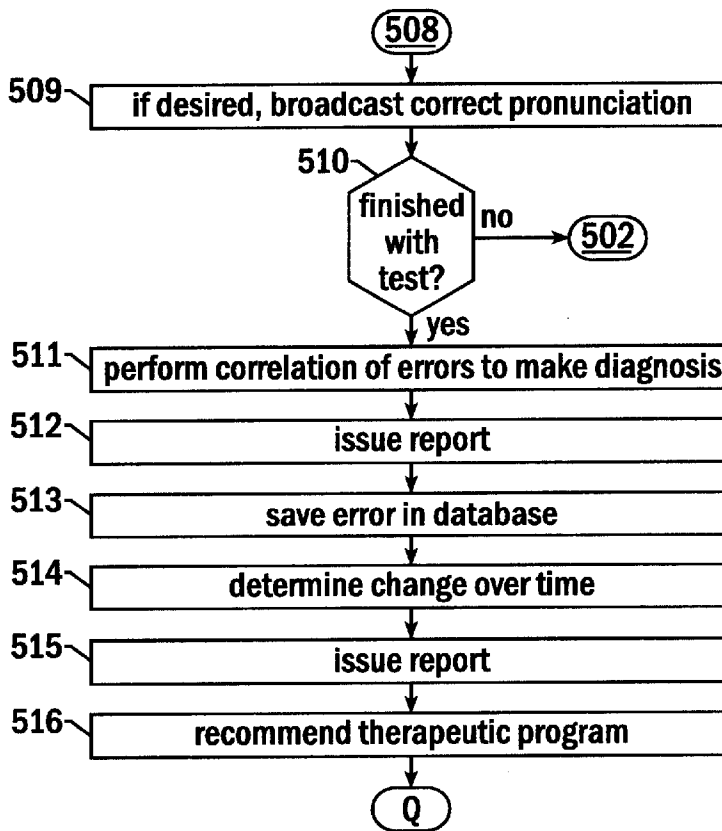 508
509
if desired, broadcast correct pronunciation
510
finished
with
test?
no
502
yes
511
perform correlation of errors to make diagnosis
512
issue report
513
save error in database
514
determine change over time
515
issue report
516
recommend therapeutic program
Q